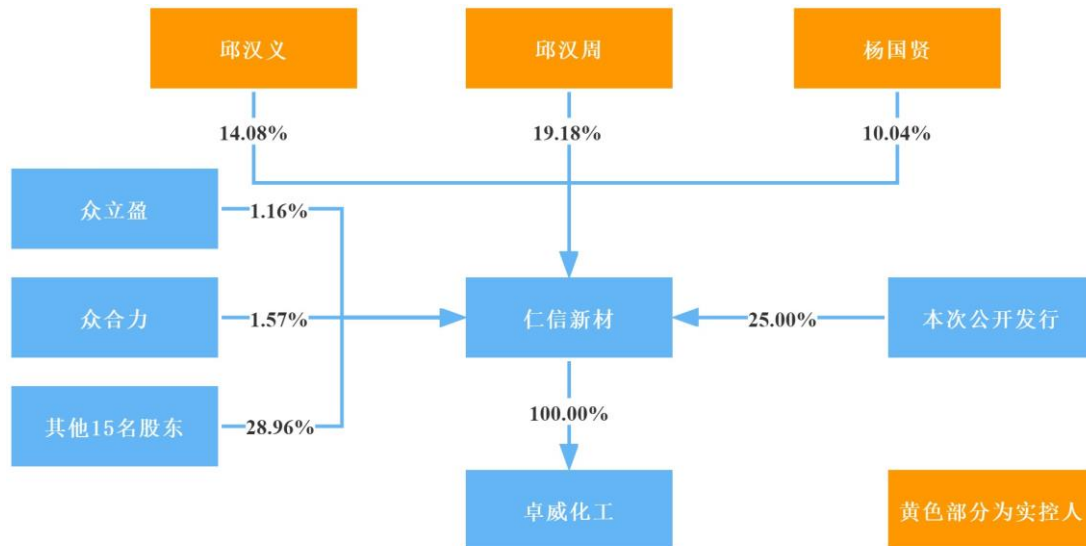 邱汉义
邱汉周
杨国贤
14.08%
19.18%
10.04%
众立盈
1.16%
众合力
1.57%
仁信新材
25.00%
本次公开发行
其他15名股东
28.96%
100.00%
卓威化工
黄色部分为实控人